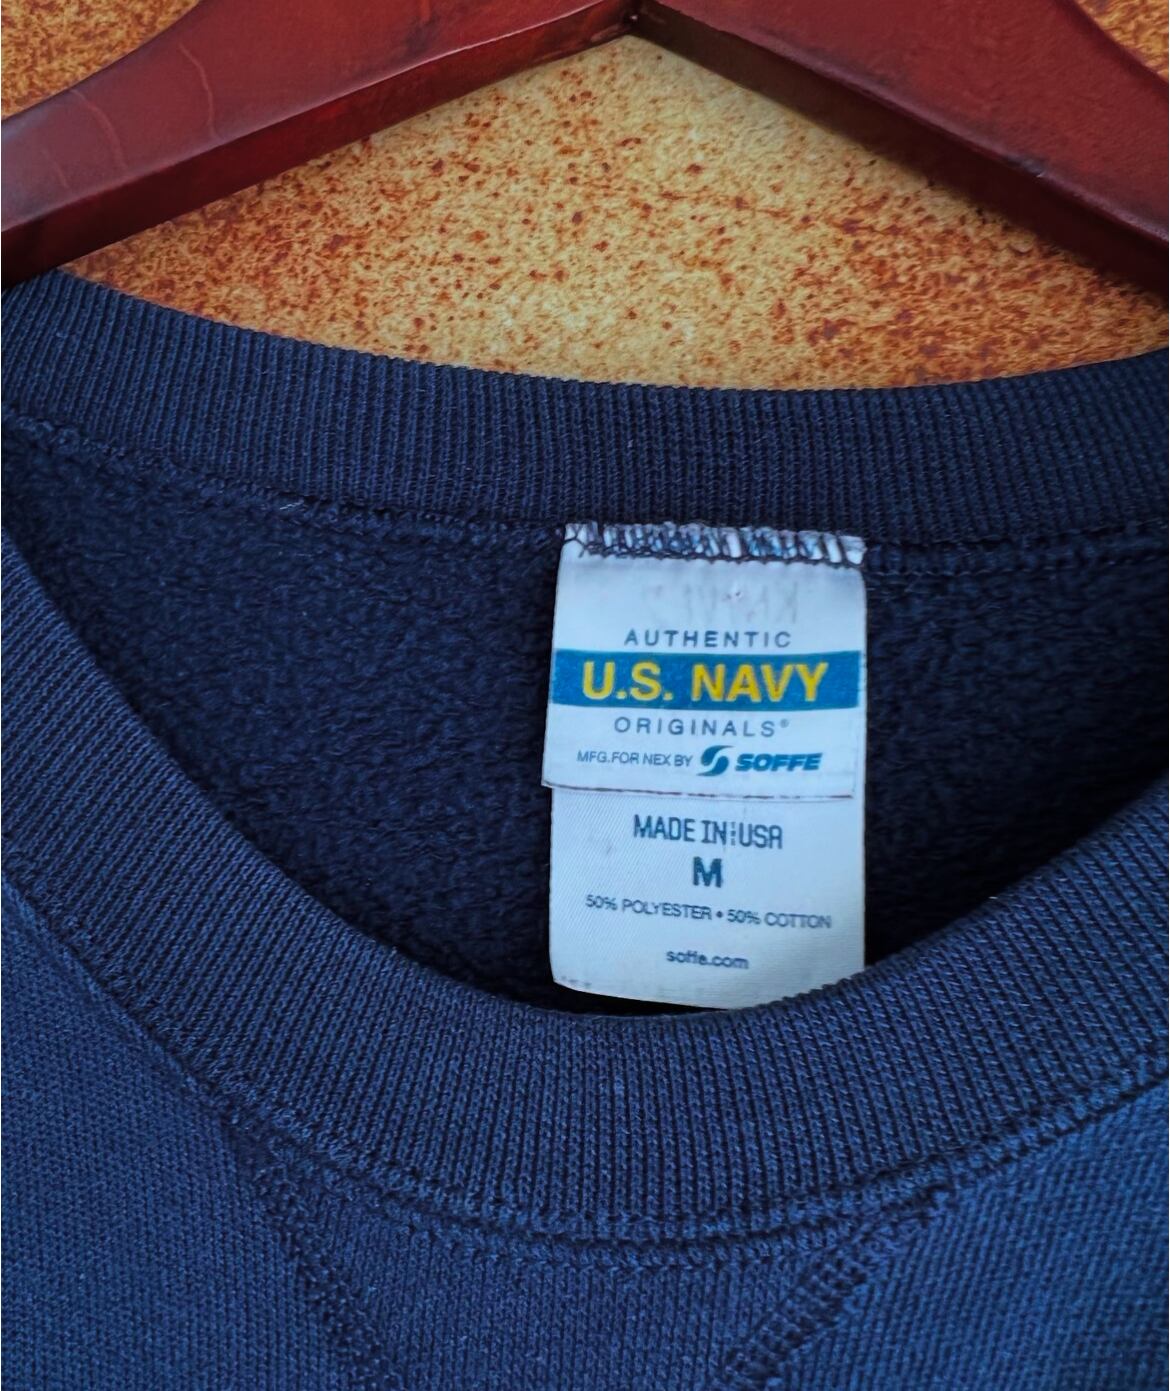 AUTHENTIC
U.S. NAVY
ORIGINALS®
MFG. FOR NEX BY SOFFE
MADE IN USA
M
50% POLYESTER • 50% COTTON
soffe.com